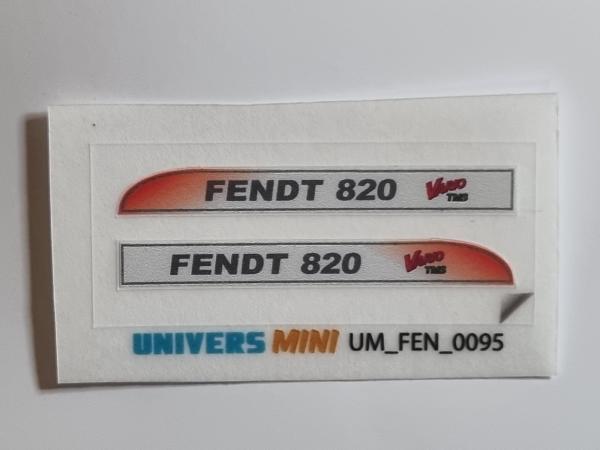 FENDT 820 VARIO TMS
FENDT 820 VARIO TMS
UNIVERS MINI UM_FEN_0095